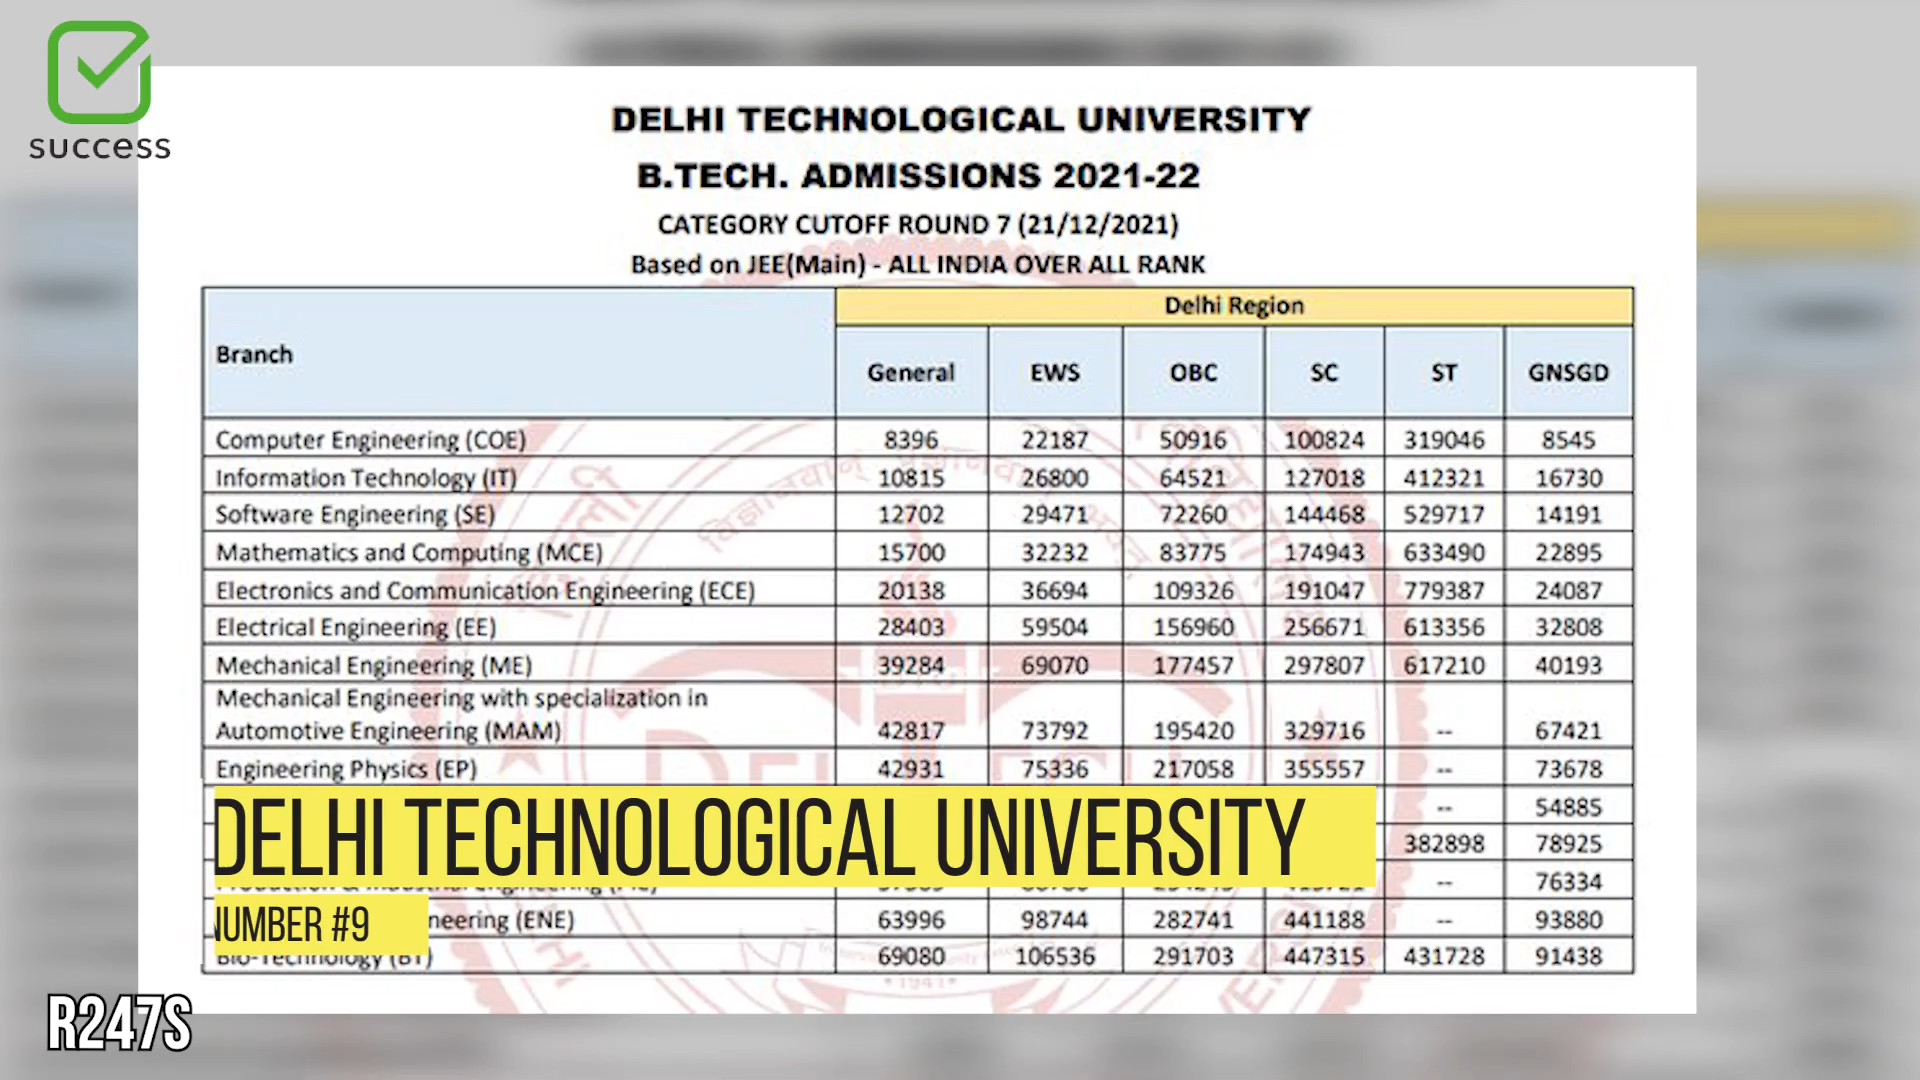 success
DELHI TECHNOLOGICAL UNIVERSITY
B.TECH. ADMISSIONS 2021-22
CATEGORY CUTOFF ROUND 7 (21/12/2021)
Based on JEE(Main) - ALL INDIA OVER ALL RANK
Delhi Region
Branch General EWS OBC SC ST GNSGD
Computer Engineering (COE) 8396 22187 50916 100824 319046 8545
Information Technology (IT) 10815 26800 64521 127018 412321 16730
Software Engineering (SE) 12702 29471 72260 144468 529717 14191
Mathematics and Computing (MCE) 15700 32232 83775 174943 633490 22895
Electronics and Communication Engineering (ECE) 20138 36694 109326 191047 779387 24087
Electrical Engineering (EE) 28403 59504 156960 256671 613356 32808
Mechanical Engineering (ME) 39284 69070 177457 297807 617210 40193
Mechanical Engineering with specialization in
Automotive Engineering (MAM) 42817 73792 195420 329716 -- 67421
Engineering Physics (EP) 42931 75336 217058 355557 -- 73678
-- 54885
DELHI TECHNOLOGICAL UNIVERSITY
382898 78925
-- 76334
NUMBER #9
neering (ENE) 63996 98744 282741 441188 -- 93880
Bio-Technology (BT) 69080 106536 291703 447315 431728 91438
R247S